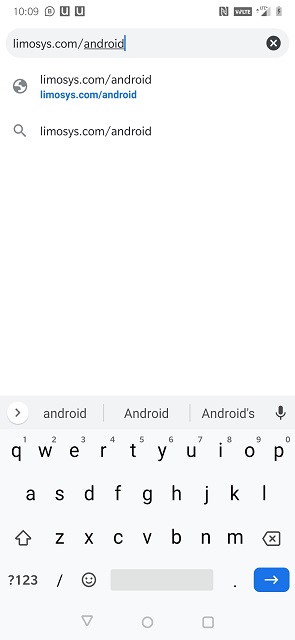 10:09
VoLTE
limosys.com/android
limosys.com/android
limosys.com/android
limosys.com/android
android Android Android's
1 2 3 4 5 6 7 8 9 0
q w e r t y u i o p
a s d f g h j k l
z x c v b n m
?123 / .